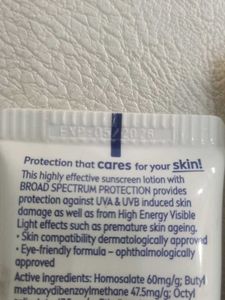 EXP: 05/2026
Protection that cares for your skin!
This highly effective sunscreen lotion with
BROAD SPECTRUM PROTECTION provides
protection against UVA & UVB induced skin
damage as well as from High Energy Visible
Light effects such as premature skin ageing.
• Skin compatibility dermatologically approved
• Eye-friendly formula – ophthalmologically
approved
Active ingredients: Homosalate 60mg/g; Butyl
methoxydibenzoylmethane 47.5mg/g; Octyl